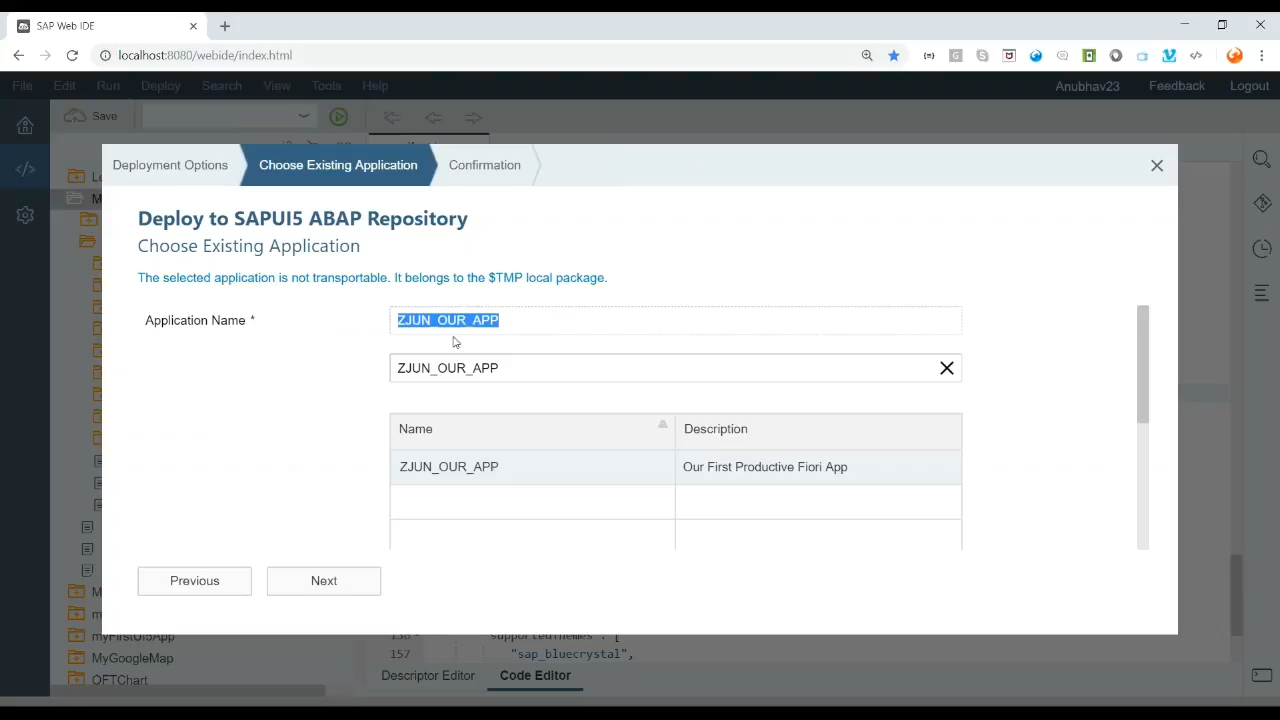 SAP Web IDE
localhost:8080/webide/index.html
File Edit Run Deploy Search View Tools Help
Anubhav23 Feedback Logout
Save
Deployment Options Choose Existing Application Confirmation
Deploy to SAPUI5 ABAP Repository
Choose Existing Application
The selected application is not transportable. It belongs to the $TMP local package.
Application Name *
ZJUN_OUR_APP
ZJUN_OUR_APP
Name Description
ZJUN_OUR_APP Our First Productive Fiori App
Previous Next
myFirstUI5App
MyGoogleMap
157 "sap_bluecrystal",
OFTChart
Descriptor Editor Code Editor